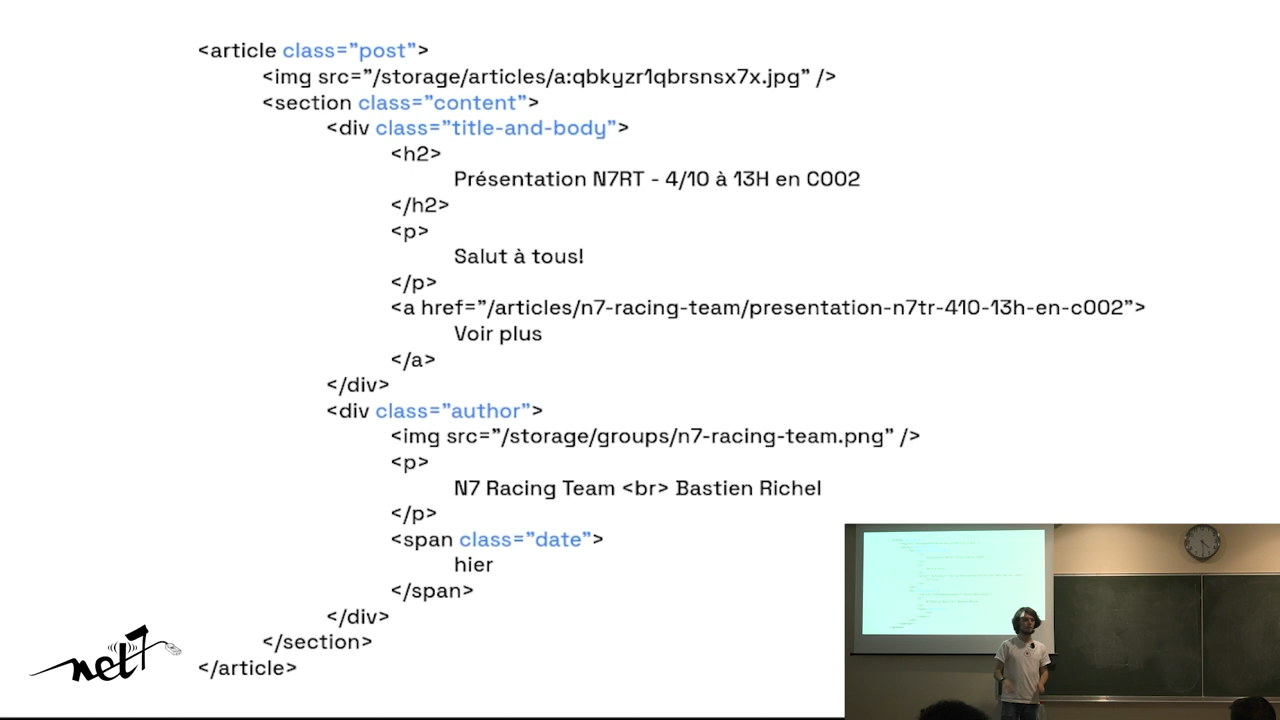 <article class="post">
<img src="/storage/articles/a:qbkyzr1qbrsnsx7x.jpg" />
<section class="content">
<div class="title-and-body">
<h2>
Présentation N7RT - 4/10 à 13H en C002
</h2>
<p>
Salut à tous!
</p>
<a href="/articles/n7-racing-team/presentation-n7tr-410-13h-en-c002">
Voir plus
</a>
</div>
<div class="author">
<img src="/storage/groups/n7-racing-team.png" />
<p>
N7 Racing Team <br> Bastien Richel
</p>
<span class="date">
hier
</span>
</div>
</section>
</article>
net7